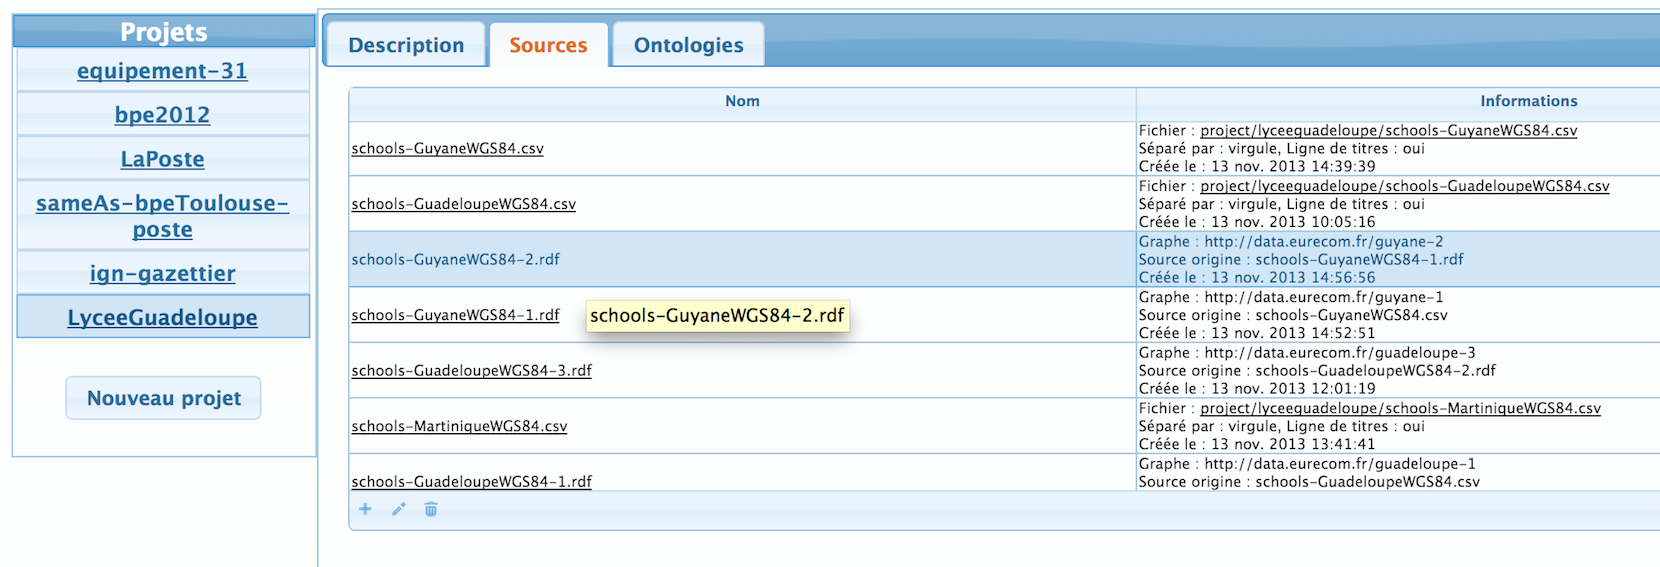 Projets
equipement-31
bpe2012
LaPoste
sameAs-bpeToulouse-
poste
ign-gazettier
LyceeGuadeloupe
Nouveau projet
Description Sources Ontologies
Nom Informations
schools-GuyaneWGS84.csv
Fichier : project/lyceeguadeloupe/schools-GuyaneWGS84.csv
Séparé par : virgule, Ligne de titres : oui
Créée le : 13 nov. 2013 14:39:39
schools-GuadeloupeWGS84.csv
Fichier : project/lyceeguadeloupe/schools-GuadeloupeWGS84.csv
Séparé par : virgule, Ligne de titres : oui
Créée le : 13 nov. 2013 10:05:16
schools-GuyaneWGS84-2.rdf
Graphe : http://data.eurecom.fr/guyane-2
Source origine : schools-GuyaneWGS84-1.rdf
Créée le : 13 nov. 2013 14:56:56
schools-GuyaneWGS84-1.rdf
schools-GuyaneWGS84-2.rdf
Graphe : http://data.eurecom.fr/guyane-1
Source origine : schools-GuyaneWGS84.csv
Créée le : 13 nov. 2013 14:52:51
schools-GuadeloupeWGS84-3.rdf
Graphe : http://data.eurecom.fr/guadeloupe-3
Source origine : schools-GuadeloupeWGS84-2.rdf
Créée le : 13 nov. 2013 12:01:19
schools-MartiniqueWGS84.csv
Fichier : project/lyceeguadeloupe/schools-MartiniqueWGS84.csv
Séparé par : virgule, Ligne de titres : oui
Créée le : 13 nov. 2013 13:41:41
schools-GuadeloupeWGS84-1.rdf
Graphe : http://data.eurecom.fr/guadeloupe-1
Source origine : schools-GuadeloupeWGS84.csv